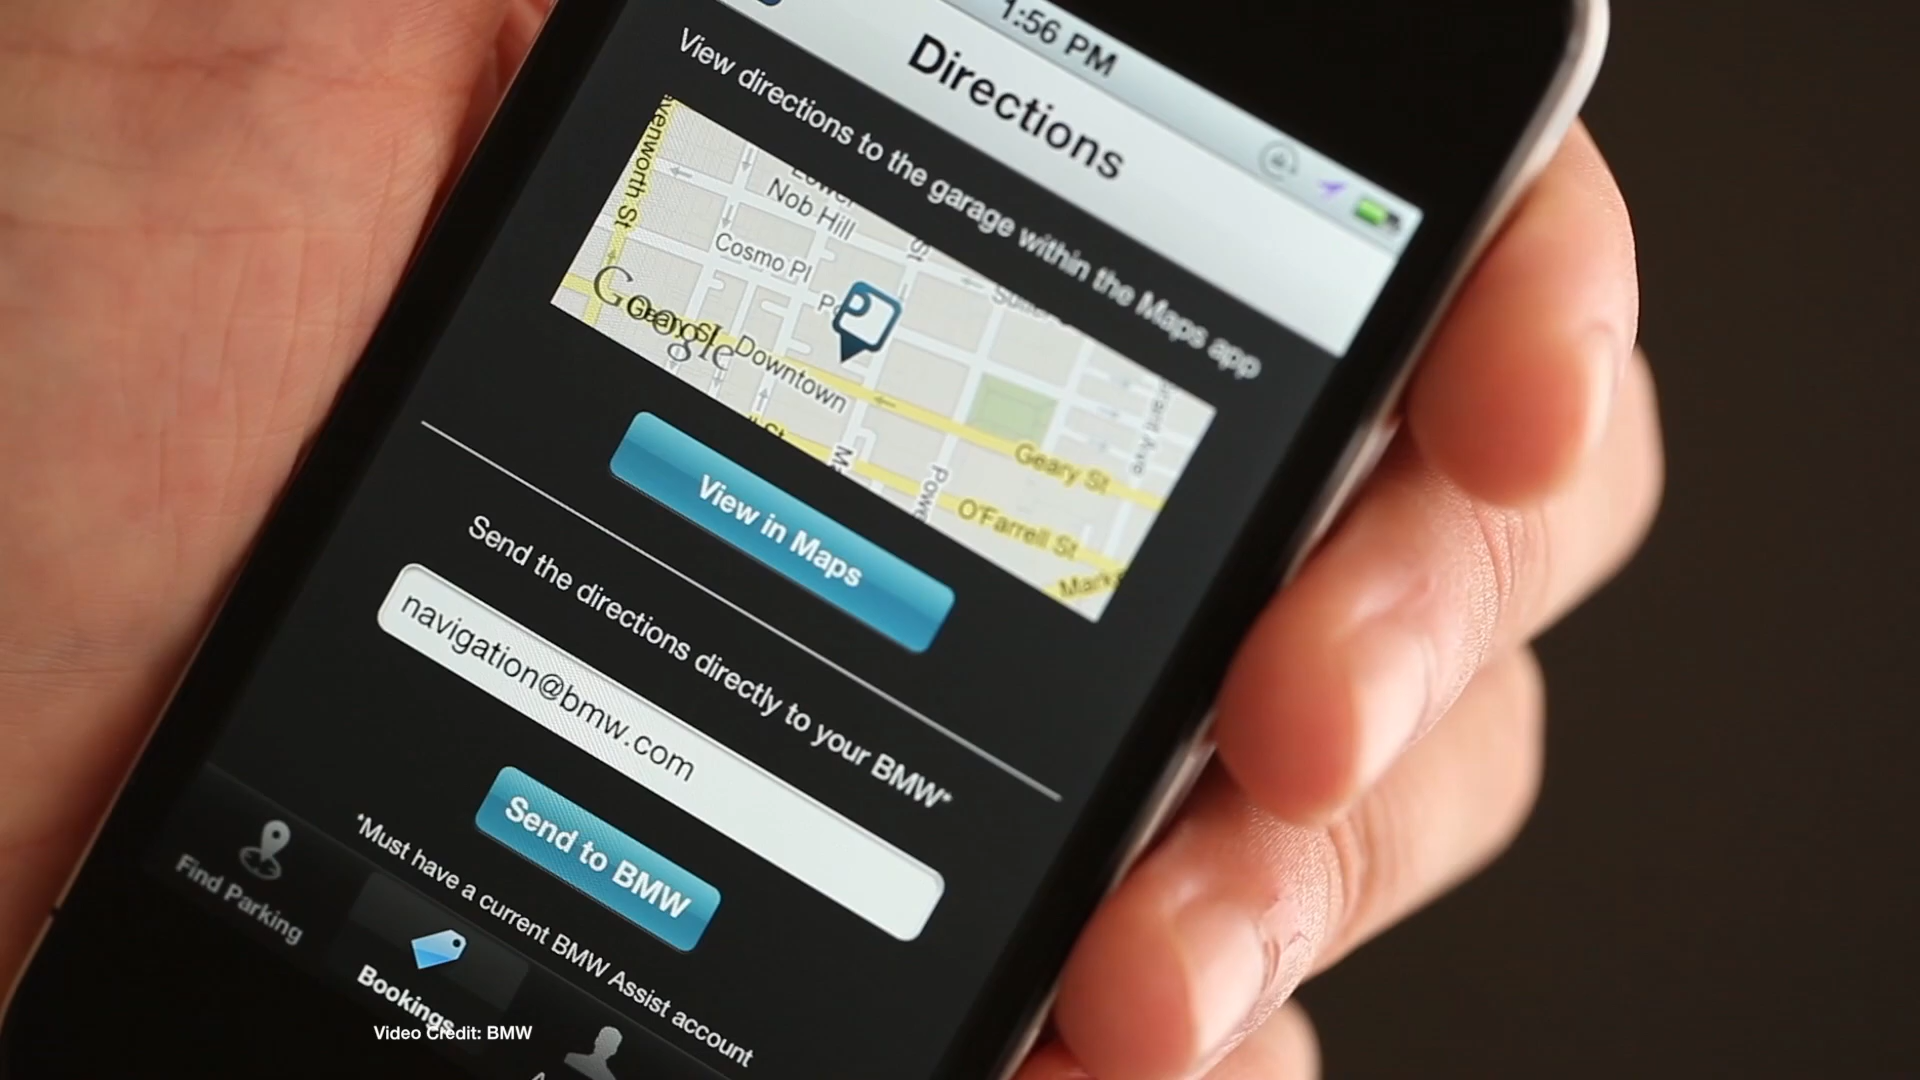 1:56 PM
Directions
View directions to the garage within the Maps app
Nob Hill
Cosmo Pl
Google
Geary St
Downtown
Geary St
O'Farrell St
View in Maps
Send the directions directly to your BMW*
navigation@bmw.com
Send to BMW
*Must have a current BMW Assist account
Find Parking
Bookings
Video Credit: BMW